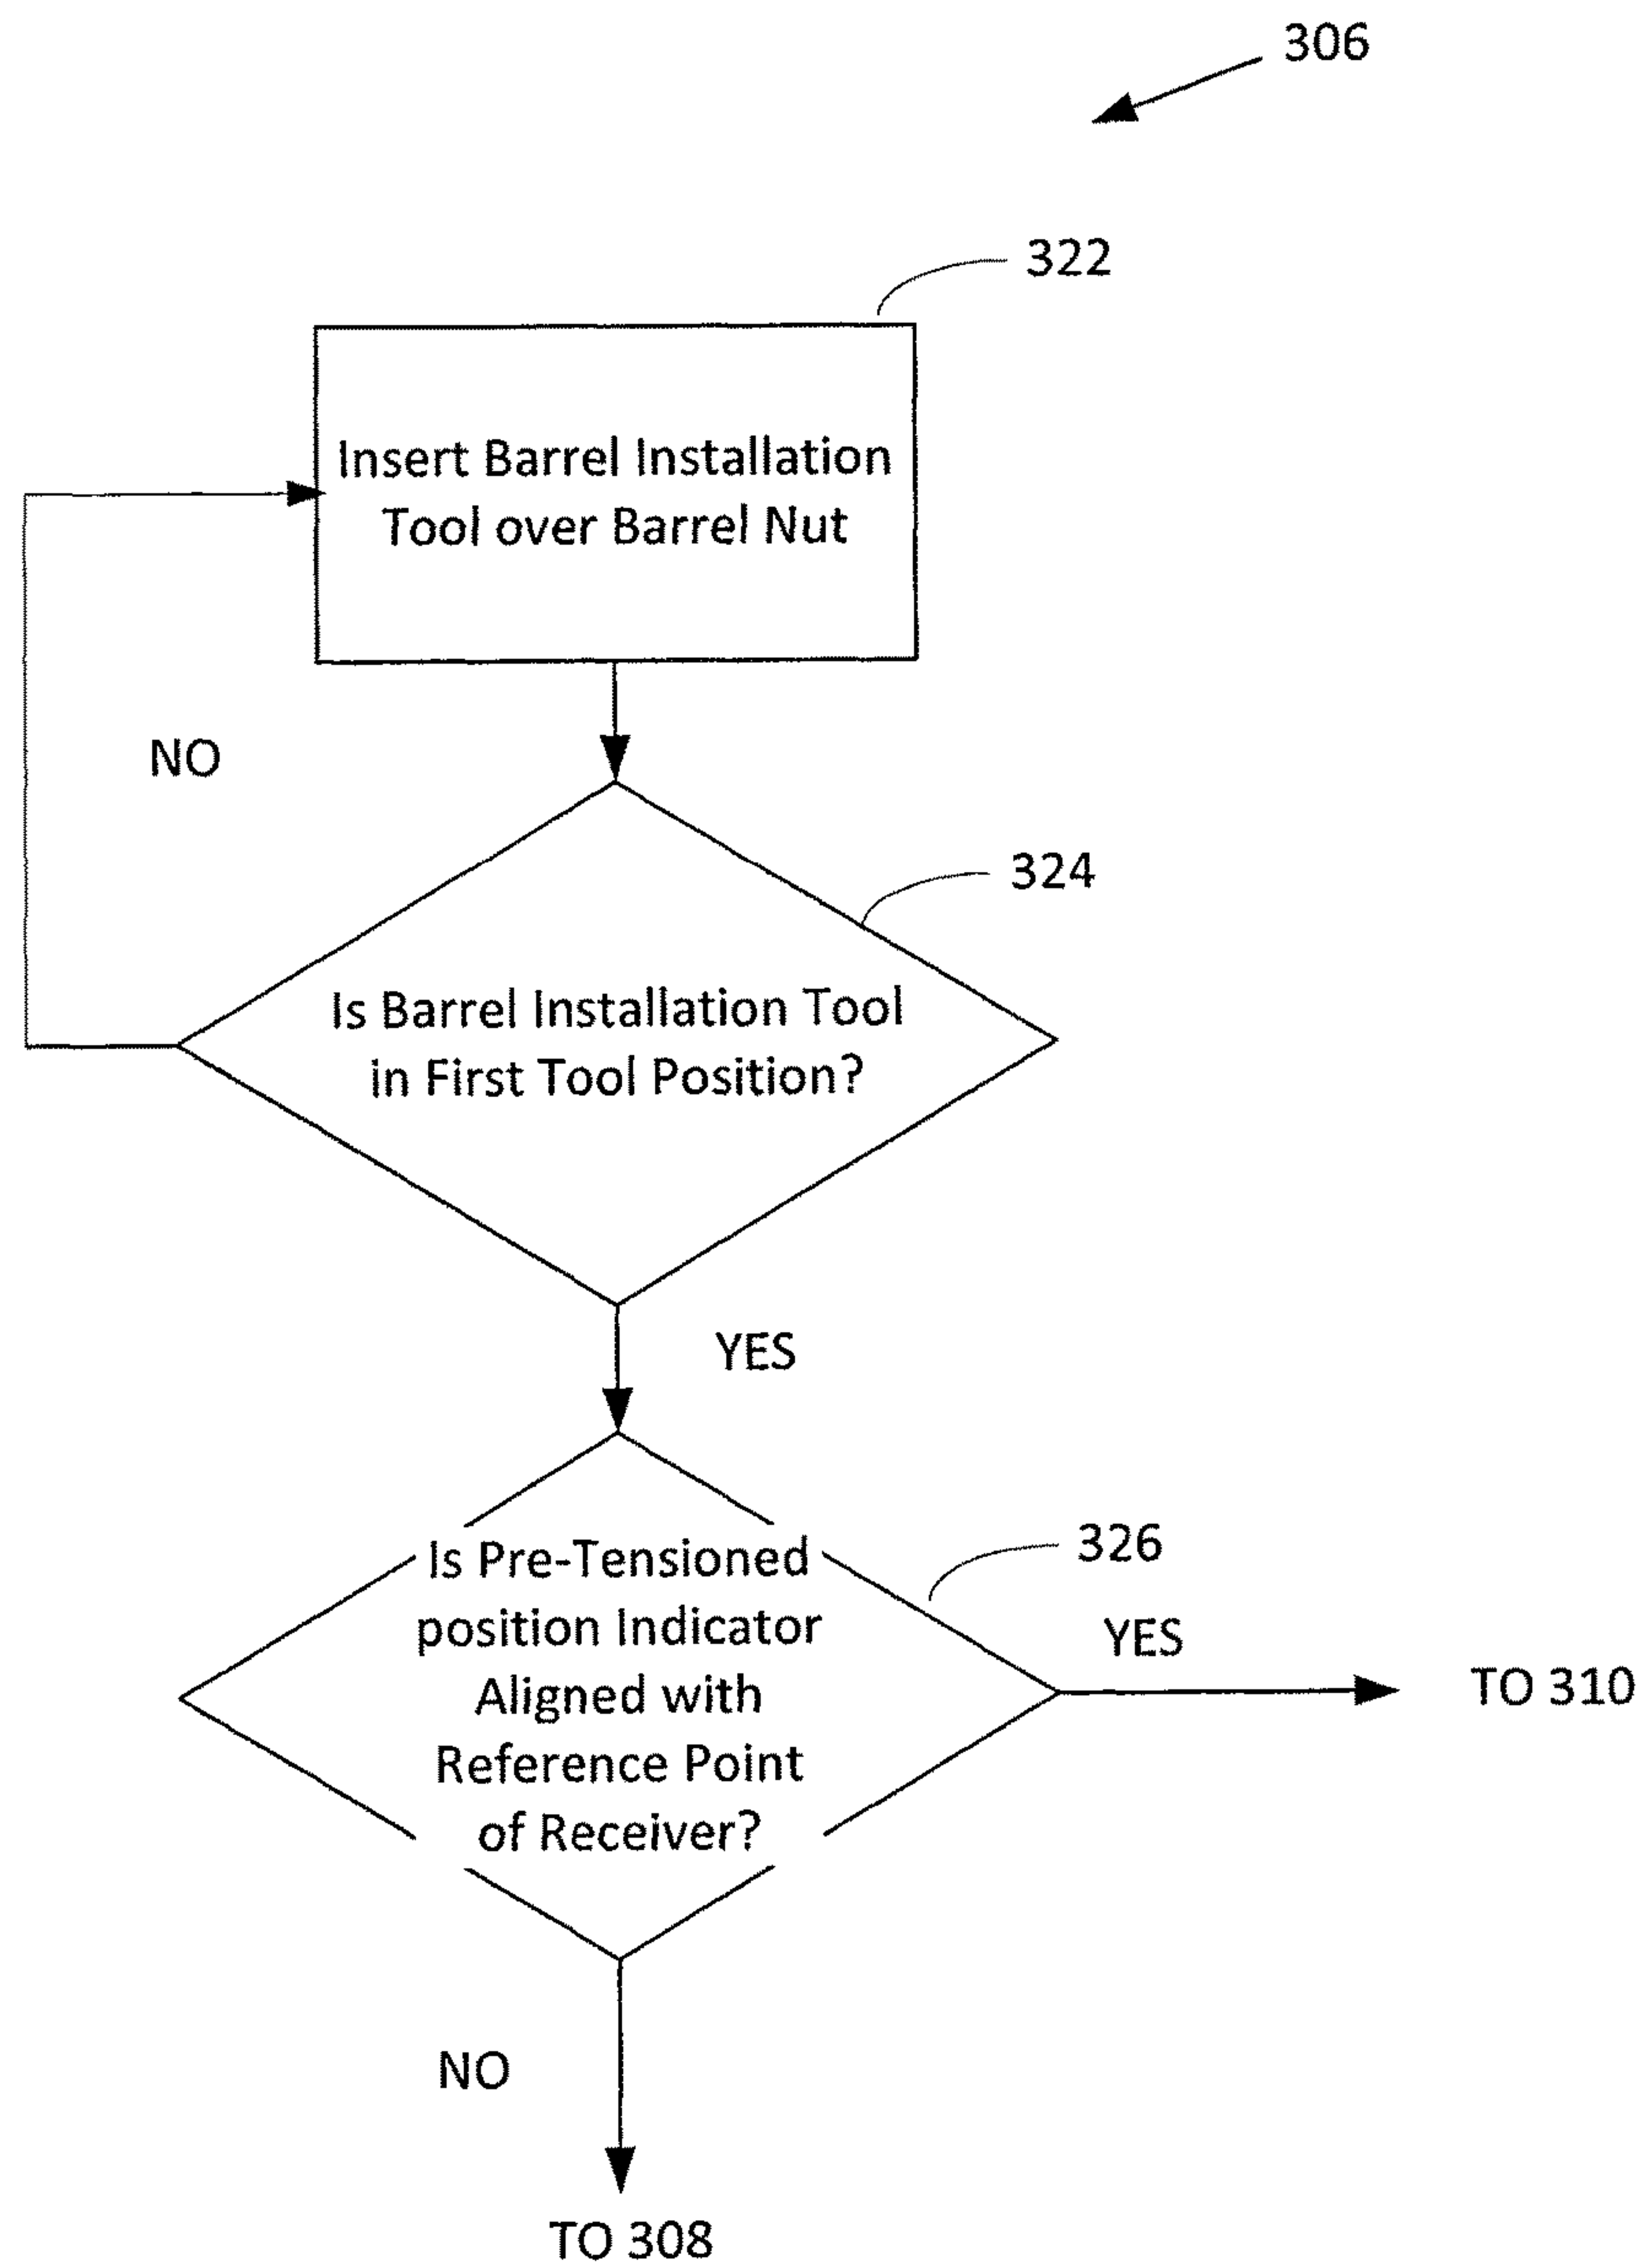 306
322
Insert Barrel Installation
Tool over Barrel Nut
NO
324
Is Barrel Installation Tool
in First Tool Position?
YES
326
Is Pre-Tensioned
position Indicator
Aligned with
Reference Point
of Receiver?
YES
TO 310
NO
TO 308